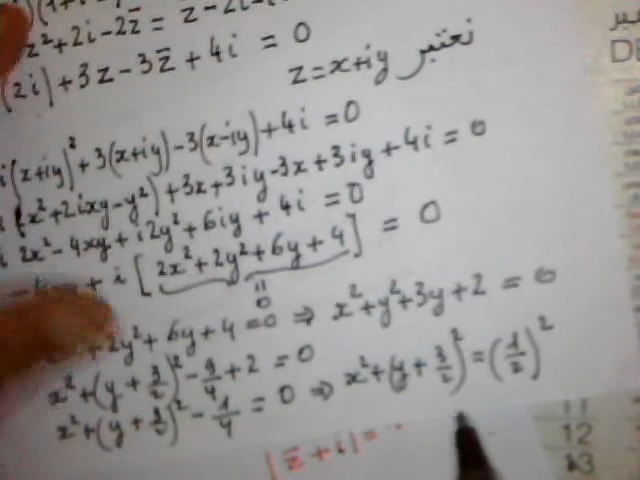 z²+2i-2z̄ = z-2i
(2i)+3z-3z̄+4i = 0
نعتبر z=x+iy
i(x+iy)²+3(x+iy)-3(x-iy)+4i=0
(x²+2ixy-y²)+3x+3iy-3x+3iy+4i=0
i 2x²-4xy+i2y²+6iy+4i=0
+i[2x²+2y²+6y+4] = 0
0
+2y²+6y+4=0 ⇒ x²+y²+3y+2=0
x²+(y+3/2)²-9/4+2=0
x²+(y+3/2)²-1/4=0 ⇒ x²+(y+3/2)²=(1/2)²
|z̄+i|=
11
12
13